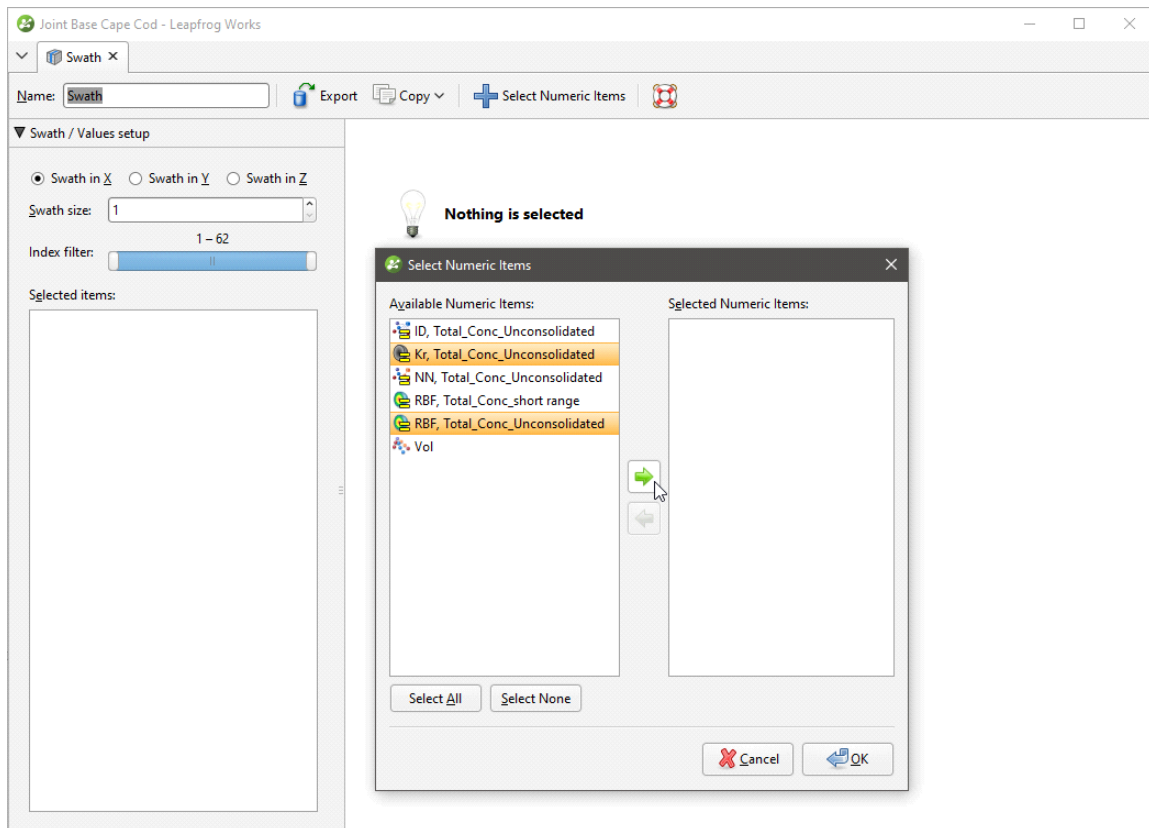 Joint Base Cape Cod - Leapfrog Works
Swath
Name: Swath Export Copy Select Numeric Items
Swath / Values setup
Swath in X Swath in Y Swath in Z
Swath size: 1
1 – 62
Index filter:
Selected items:
Nothing is selected
Select Numeric Items
Available Numeric Items: Selected Numeric Items:
ID, Total_Conc_Unconsolidated
Kr, Total_Conc_Unconsolidated
NN, Total_Conc_Unconsolidated
RBF, Total_Conc_short range
RBF, Total_Conc_Unconsolidated
Vol
Select All Select None
Cancel OK